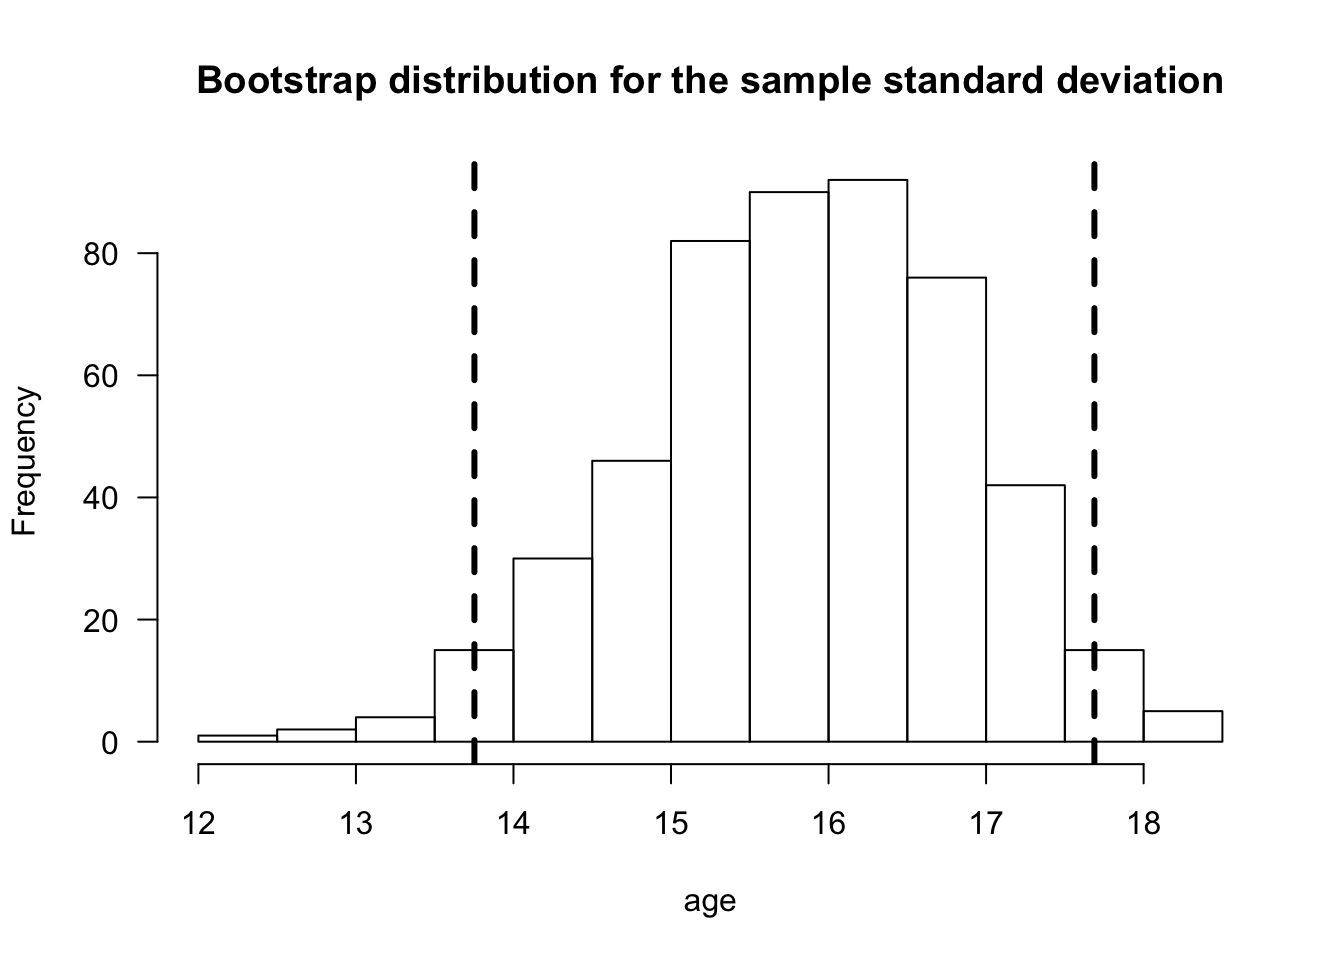 Bootstrap distribution for the sample standard deviation
Frequency
80
60
40
20
0
12 13 14 15 16 17 18
age